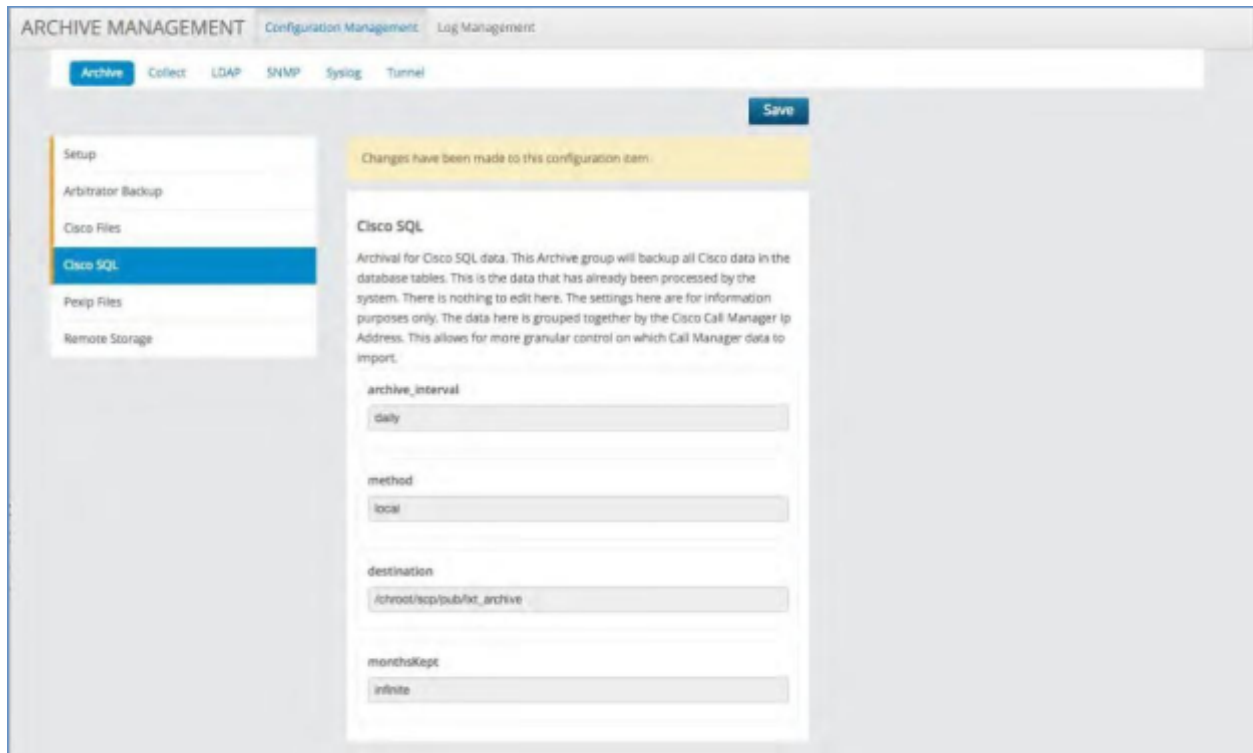 ARCHIVE MANAGEMENT Configuration Management Log Management
Archive Collect LDAP SNMP Syslog Tunnel
Save
Setup
Arbitrator Backup
Cisco Files
Cisco SQL
Pexip Files
Remote Storage
Changes have been made to this configuration item
Cisco SQL
Archival for Cisco SQL data. This Archive group will backup all Cisco data in the
database tables. This is the data that has already been processed by the
system. There is nothing to edit here. The settings here are for information
purposes only. The data here is grouped together by the Cisco Call Manager Ip
Address. This allows for more granular control on which Call Manager data to
import.
archive_interval
daily
method
local
destination
/chroot/scp/pub/lxt_archive
monthsKept
infinite